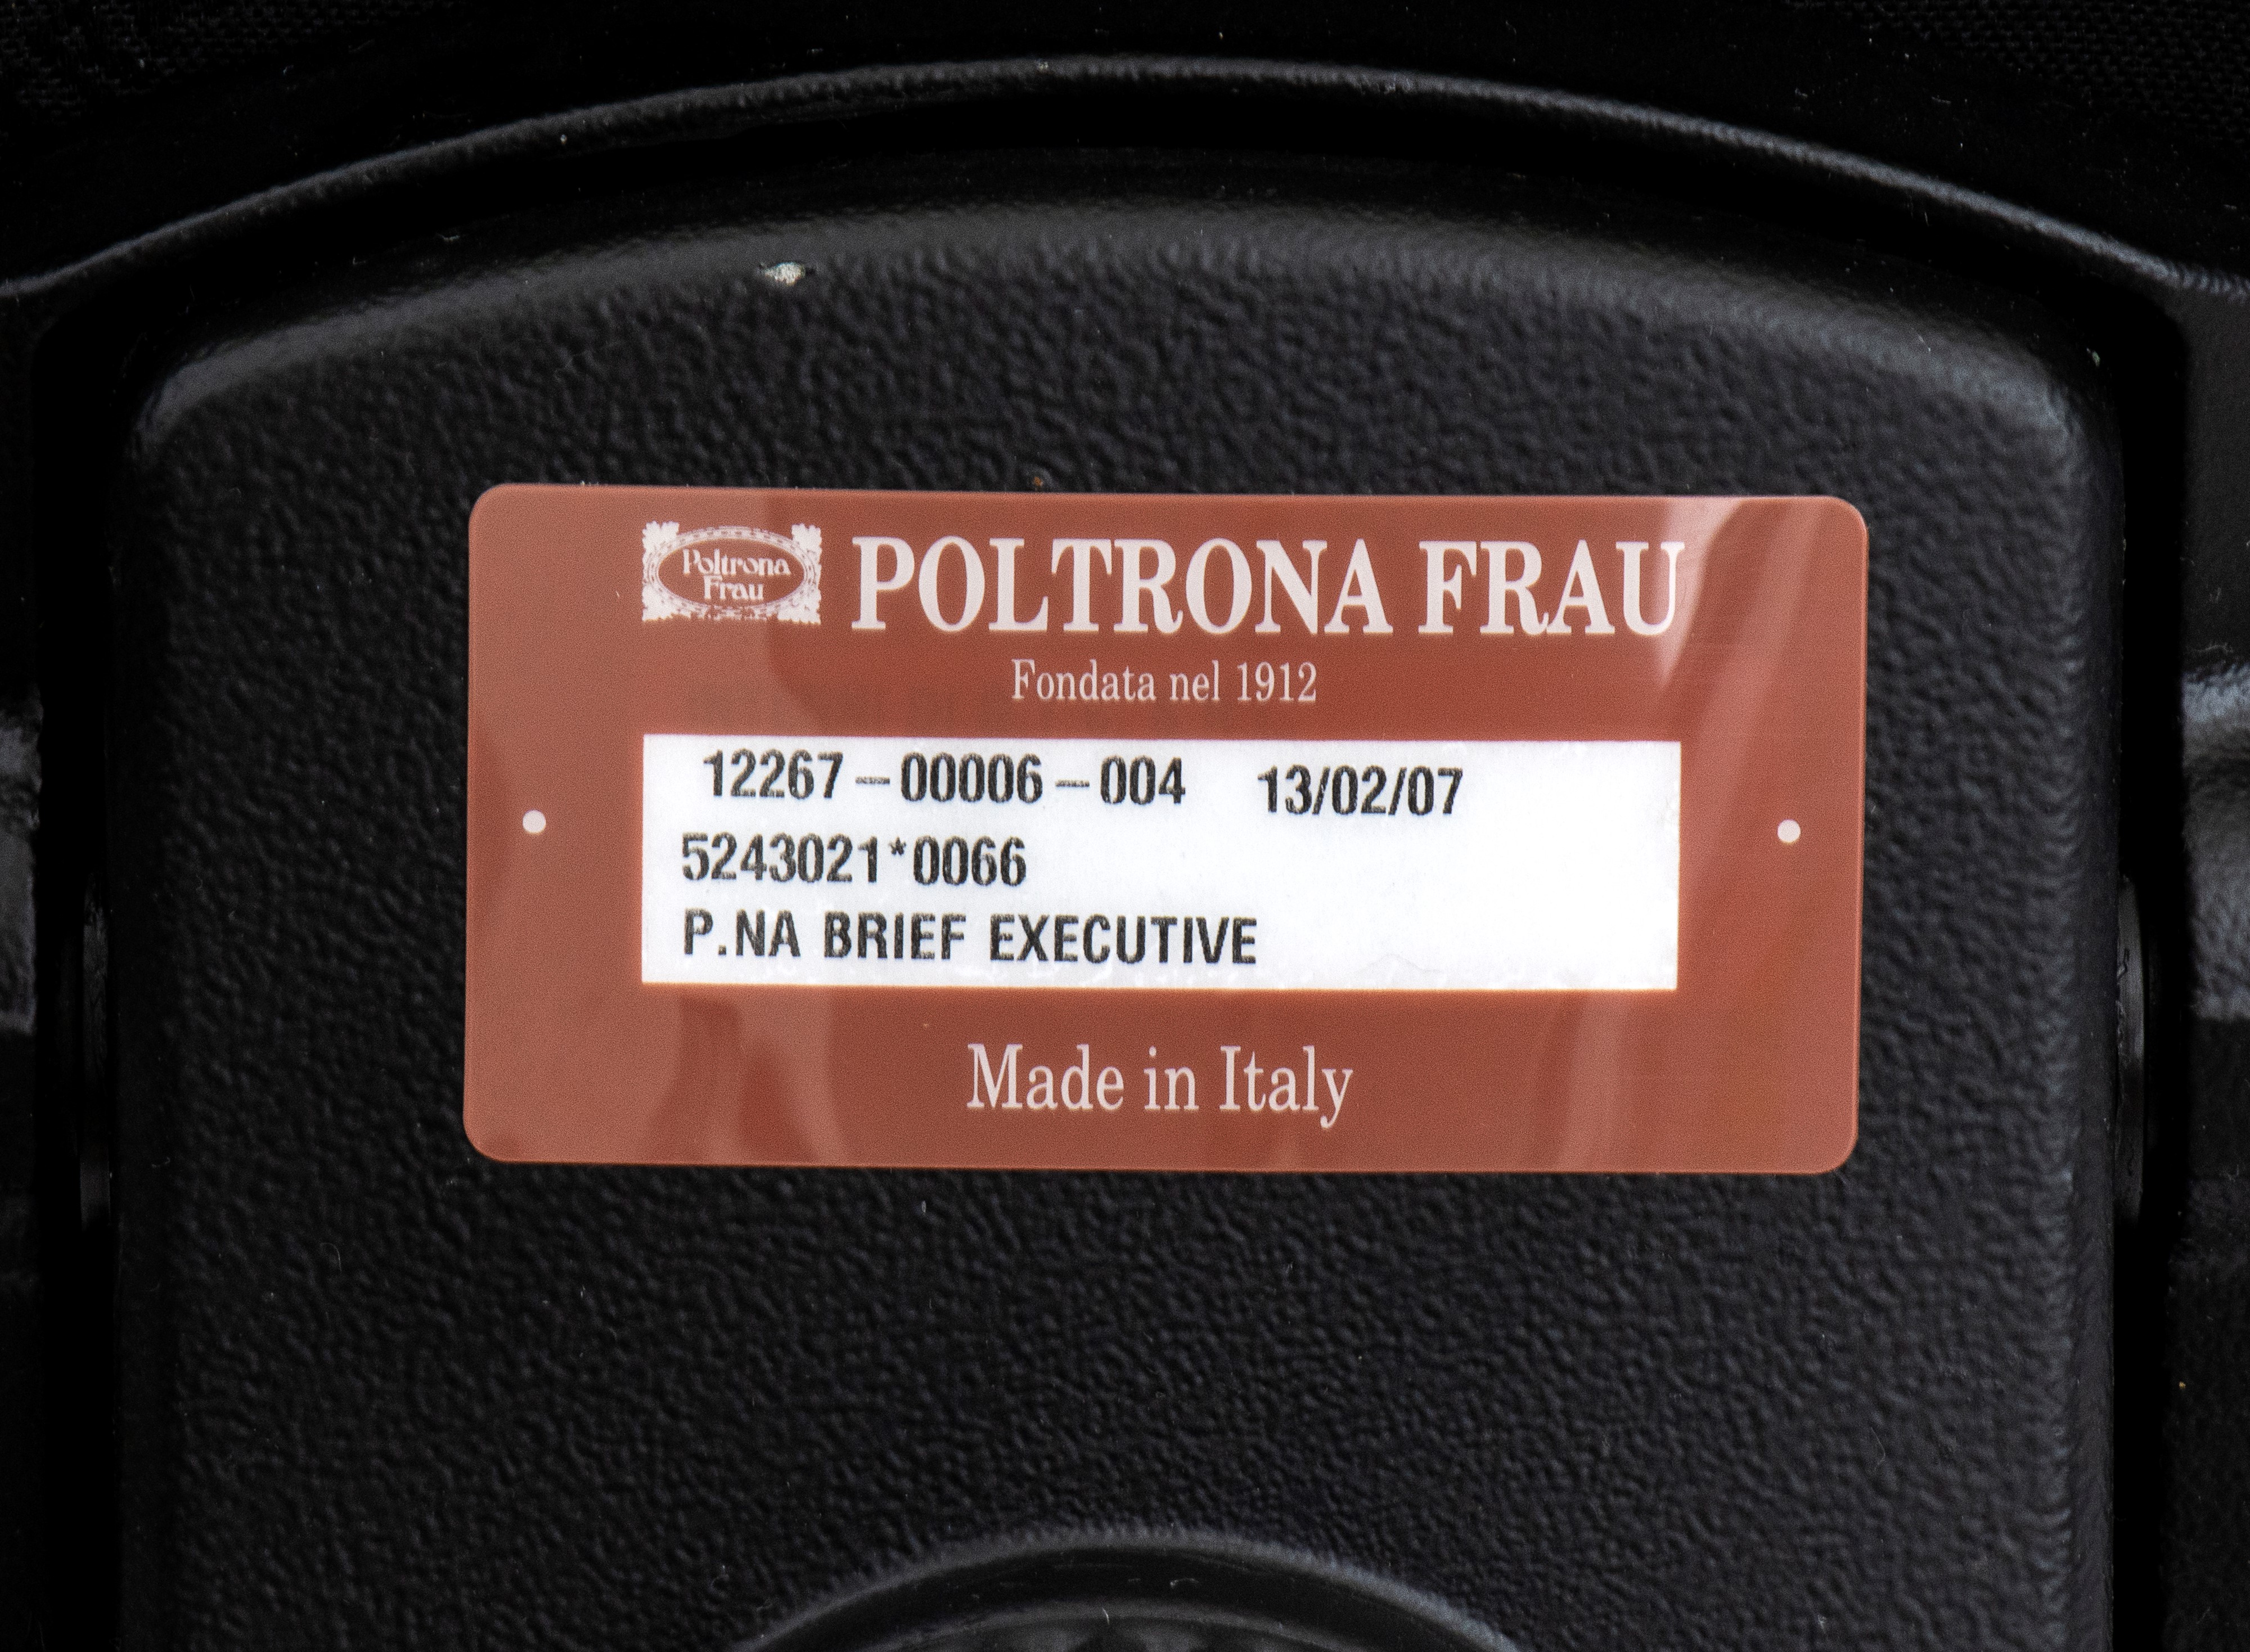 Poltrona
Frau
POLTRONA FRAU
Fondata nel 1912
12267-00006-004 13/02/07
5243021*0066
P.NA BRIEF EXECUTIVE
Made in Italy